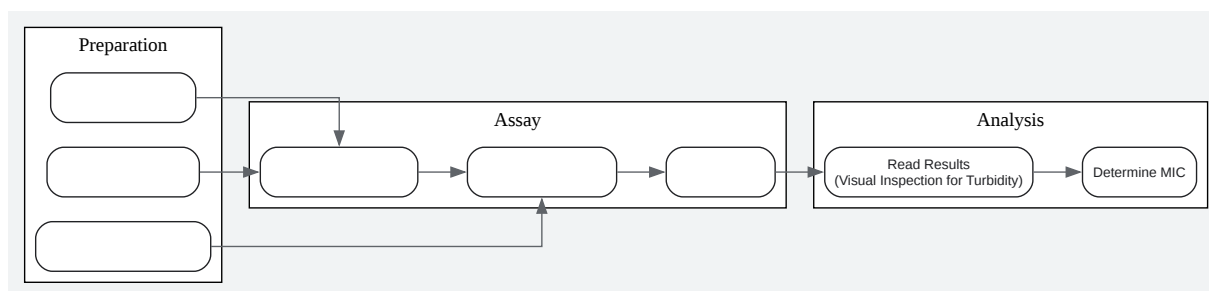 Preparation
Assay
Analysis
Read Results
(Visual Inspection for Turbidity)
Determine MIC